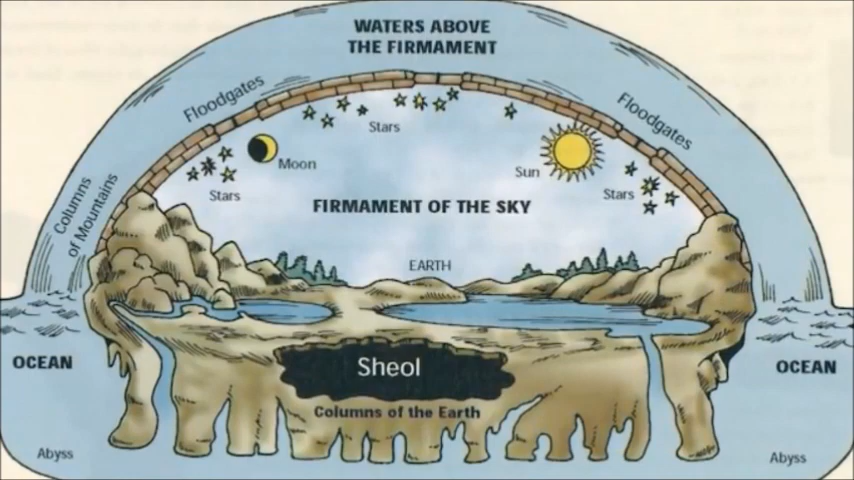 WATERS ABOVE
THE FIRMAMENT
Floodgates
Floodgates
Stars
Moon
Sun
Stars
Stars
Columns
of Mountains
FIRMAMENT OF THE SKY
EARTH
OCEAN
Sheol
OCEAN
Columns of the Earth
Abyss
Abyss